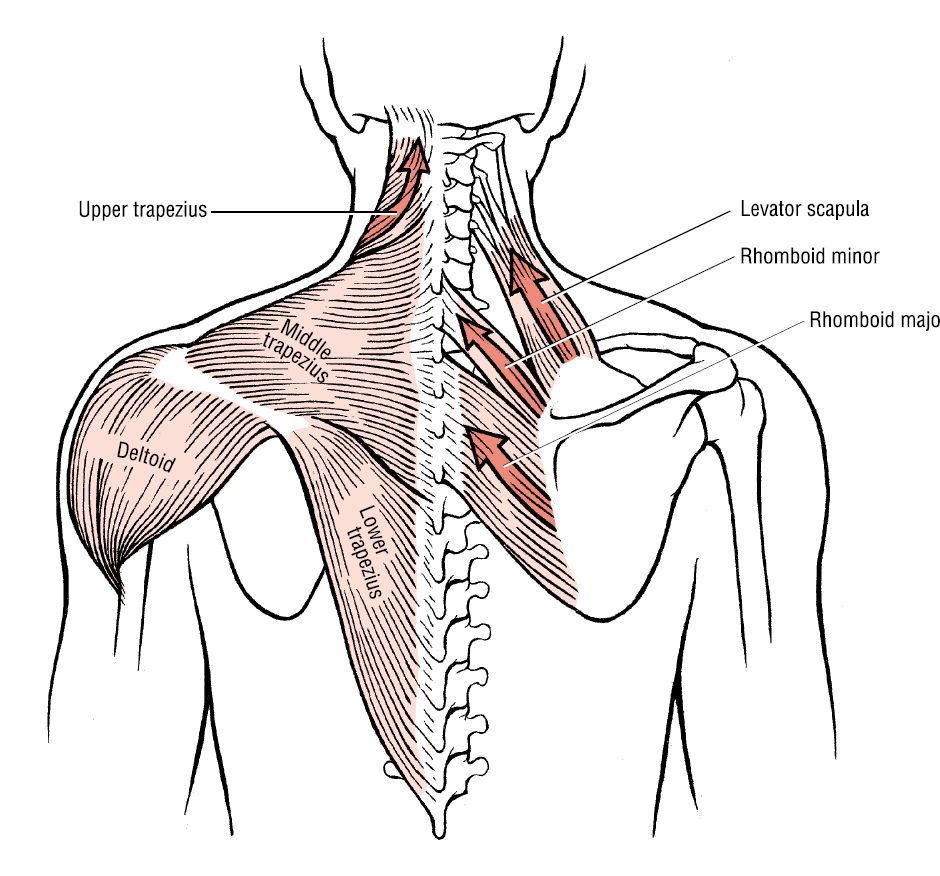 Upper trapezius
Levator scapula
Rhomboid minor
Rhomboid majo
Middle
trapezius
Deltoid
Lower
trapezius